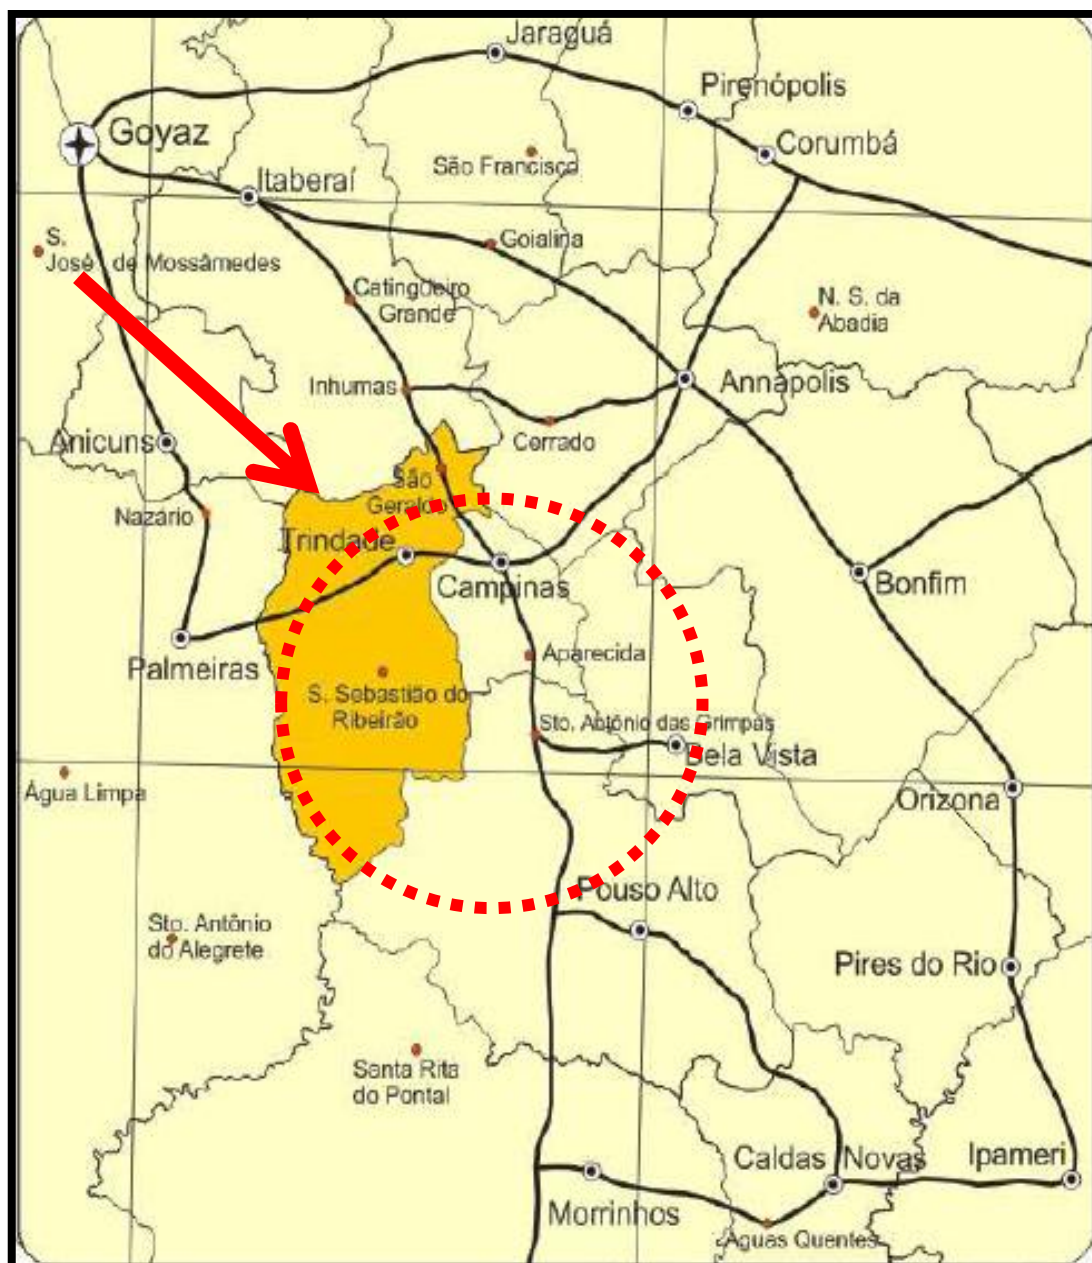 Jaraguá
Pirenópolis
Goyaz
Corumbá
São Francisco
Itaberaí
S.
José de Mossâmedes
Goialina
Catingueiro
Grande
N. S. da
Abadia
Inhumas
Annápolis
Anicuns
Cerrado
São
Geraldo
Nazário
Trindade
Campinas
Bonfim
Palmeiras
Aparecida
S. Sebastião do
Ribeirão
Sto. Antônio das Grimpas
Bela Vista
Água Limpa
Orizona
Pouso Alto
Sto. Antônio
do Alegrete
Pires do Rio
Santa Rita
do Pontal
Caldas Novas
Ipameri
Morrinhos
Águas Quentes